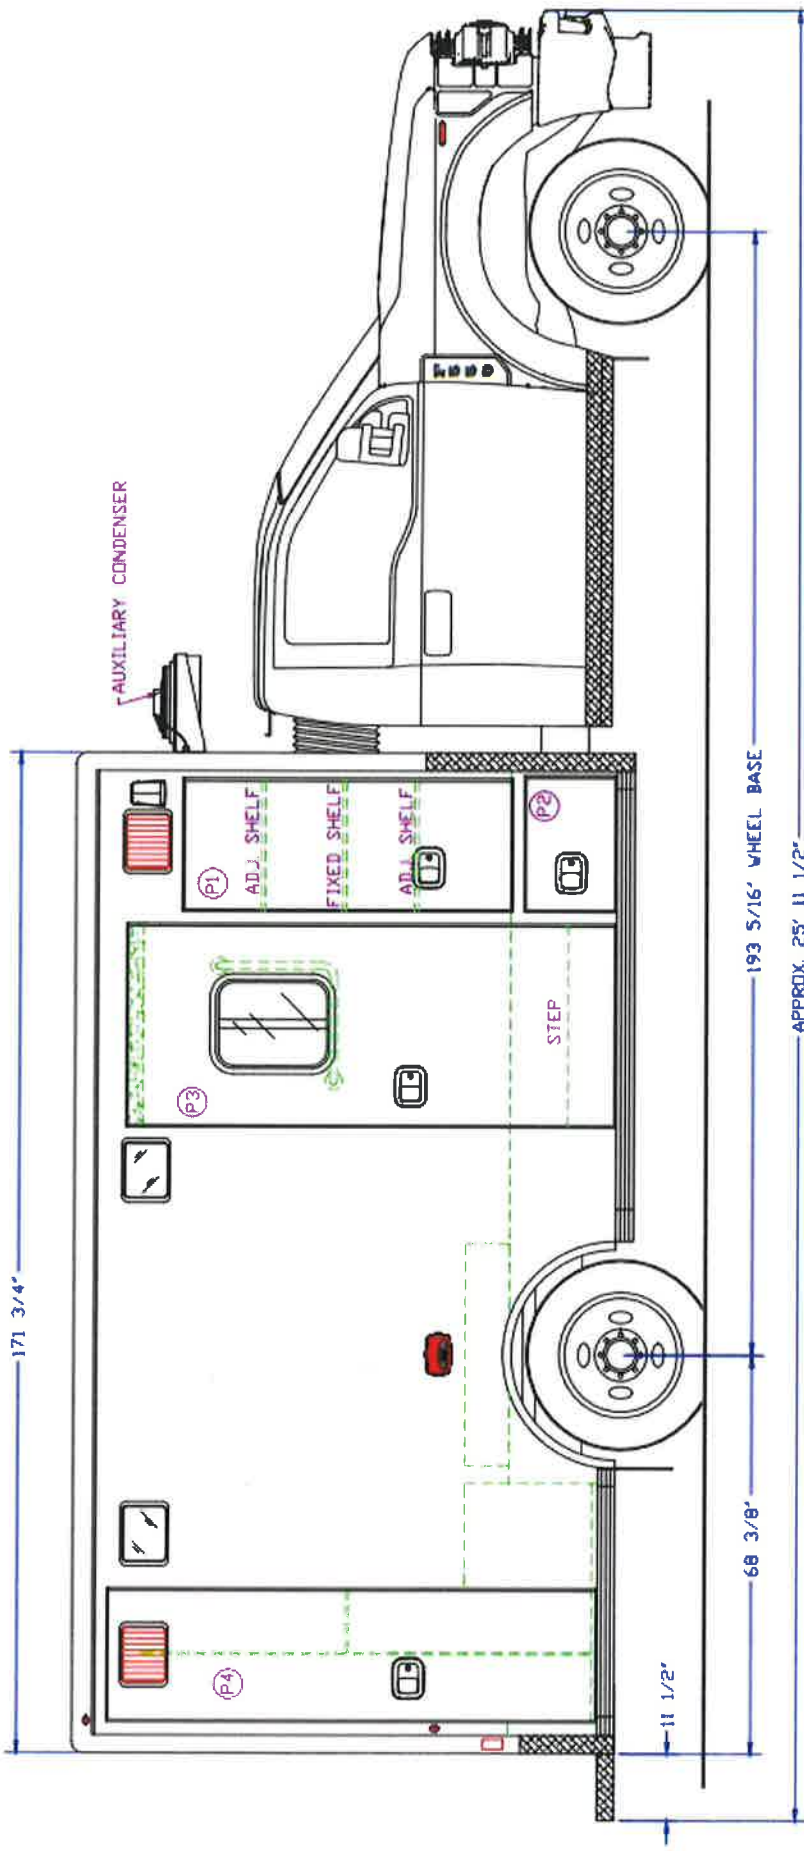 171 3/4"
AUXILIARY CONDENSER
P1
ADJ. SHELF
FIXED SHELF
ADJ. SHELF
P2
P3
STEP
P4
193 5/16" WHEEL BASE
68 3/8"
11 1/2"
APPROX. 25' 11 1/2"